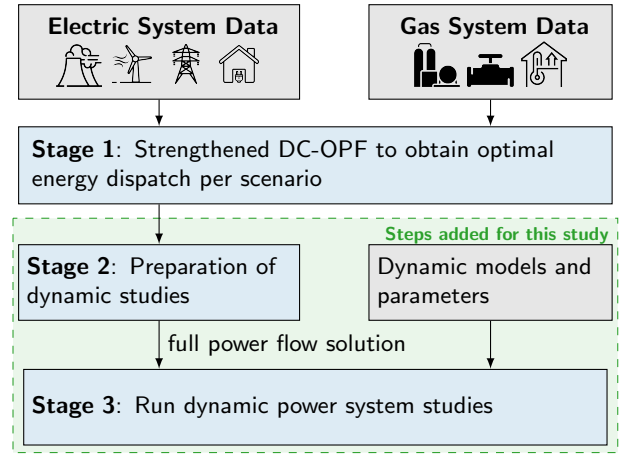 Electric System Data
Gas System Data
Stage 1: Strengthened DC-OPF to obtain optimal
energy dispatch per scenario
Steps added for this study
Stage 2: Preparation of
dynamic studies
Dynamic models and
parameters
full power flow solution
Stage 3: Run dynamic power system studies